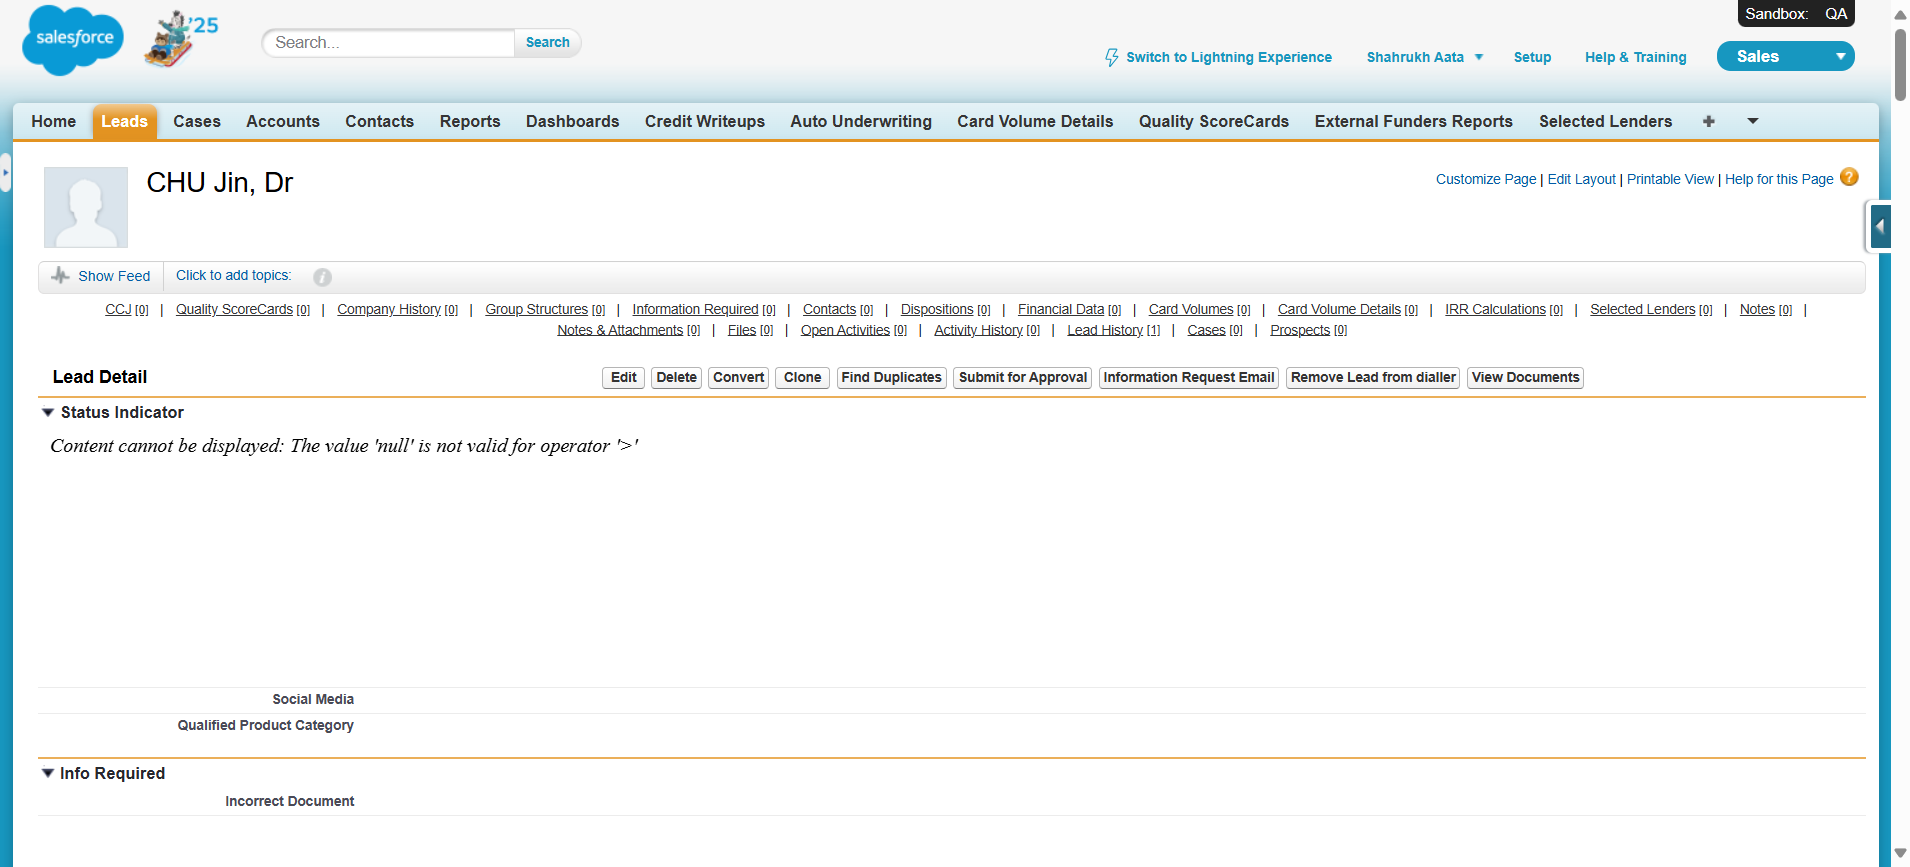 Sandbox: QA
salesforce
'25
Search...
Search
Switch to Lightning Experience
Shahrukh Aata
Setup
Help & Training
Sales
Home
Leads
Cases
Accounts
Contacts
Reports
Dashboards
Credit Writeups
Auto Underwriting
Card Volume Details
Quality ScoreCards
External Funders Reports
Selected Lenders
CHU Jin, Dr
Customize Page | Edit Layout | Printable View | Help for this Page ?
Show Feed
Click to add topics:
i
CCJ [0] | Quality ScoreCards [0] | Company History [0] | Group Structures [0] | Information Required [0] | Contacts [0] | Dispositions [0] | Financial Data [0] | Card Volumes [0] | Card Volume Details [0] | IRR Calculations [0] | Selected Lenders [0] | Notes [0] |
Notes & Attachments [0] | Files [0] | Open Activities [0] | Activity History [0] | Lead History [1] | Cases [0] | Prospects [0]
Lead Detail
Edit
Delete
Convert
Clone
Find Duplicates
Submit for Approval
Information Request Email
Remove Lead from dialler
View Documents
Status Indicator
Content cannot be displayed: The value 'null' is not valid for operator '>'
Social Media
Qualified Product Category
Info Required
Incorrect Document